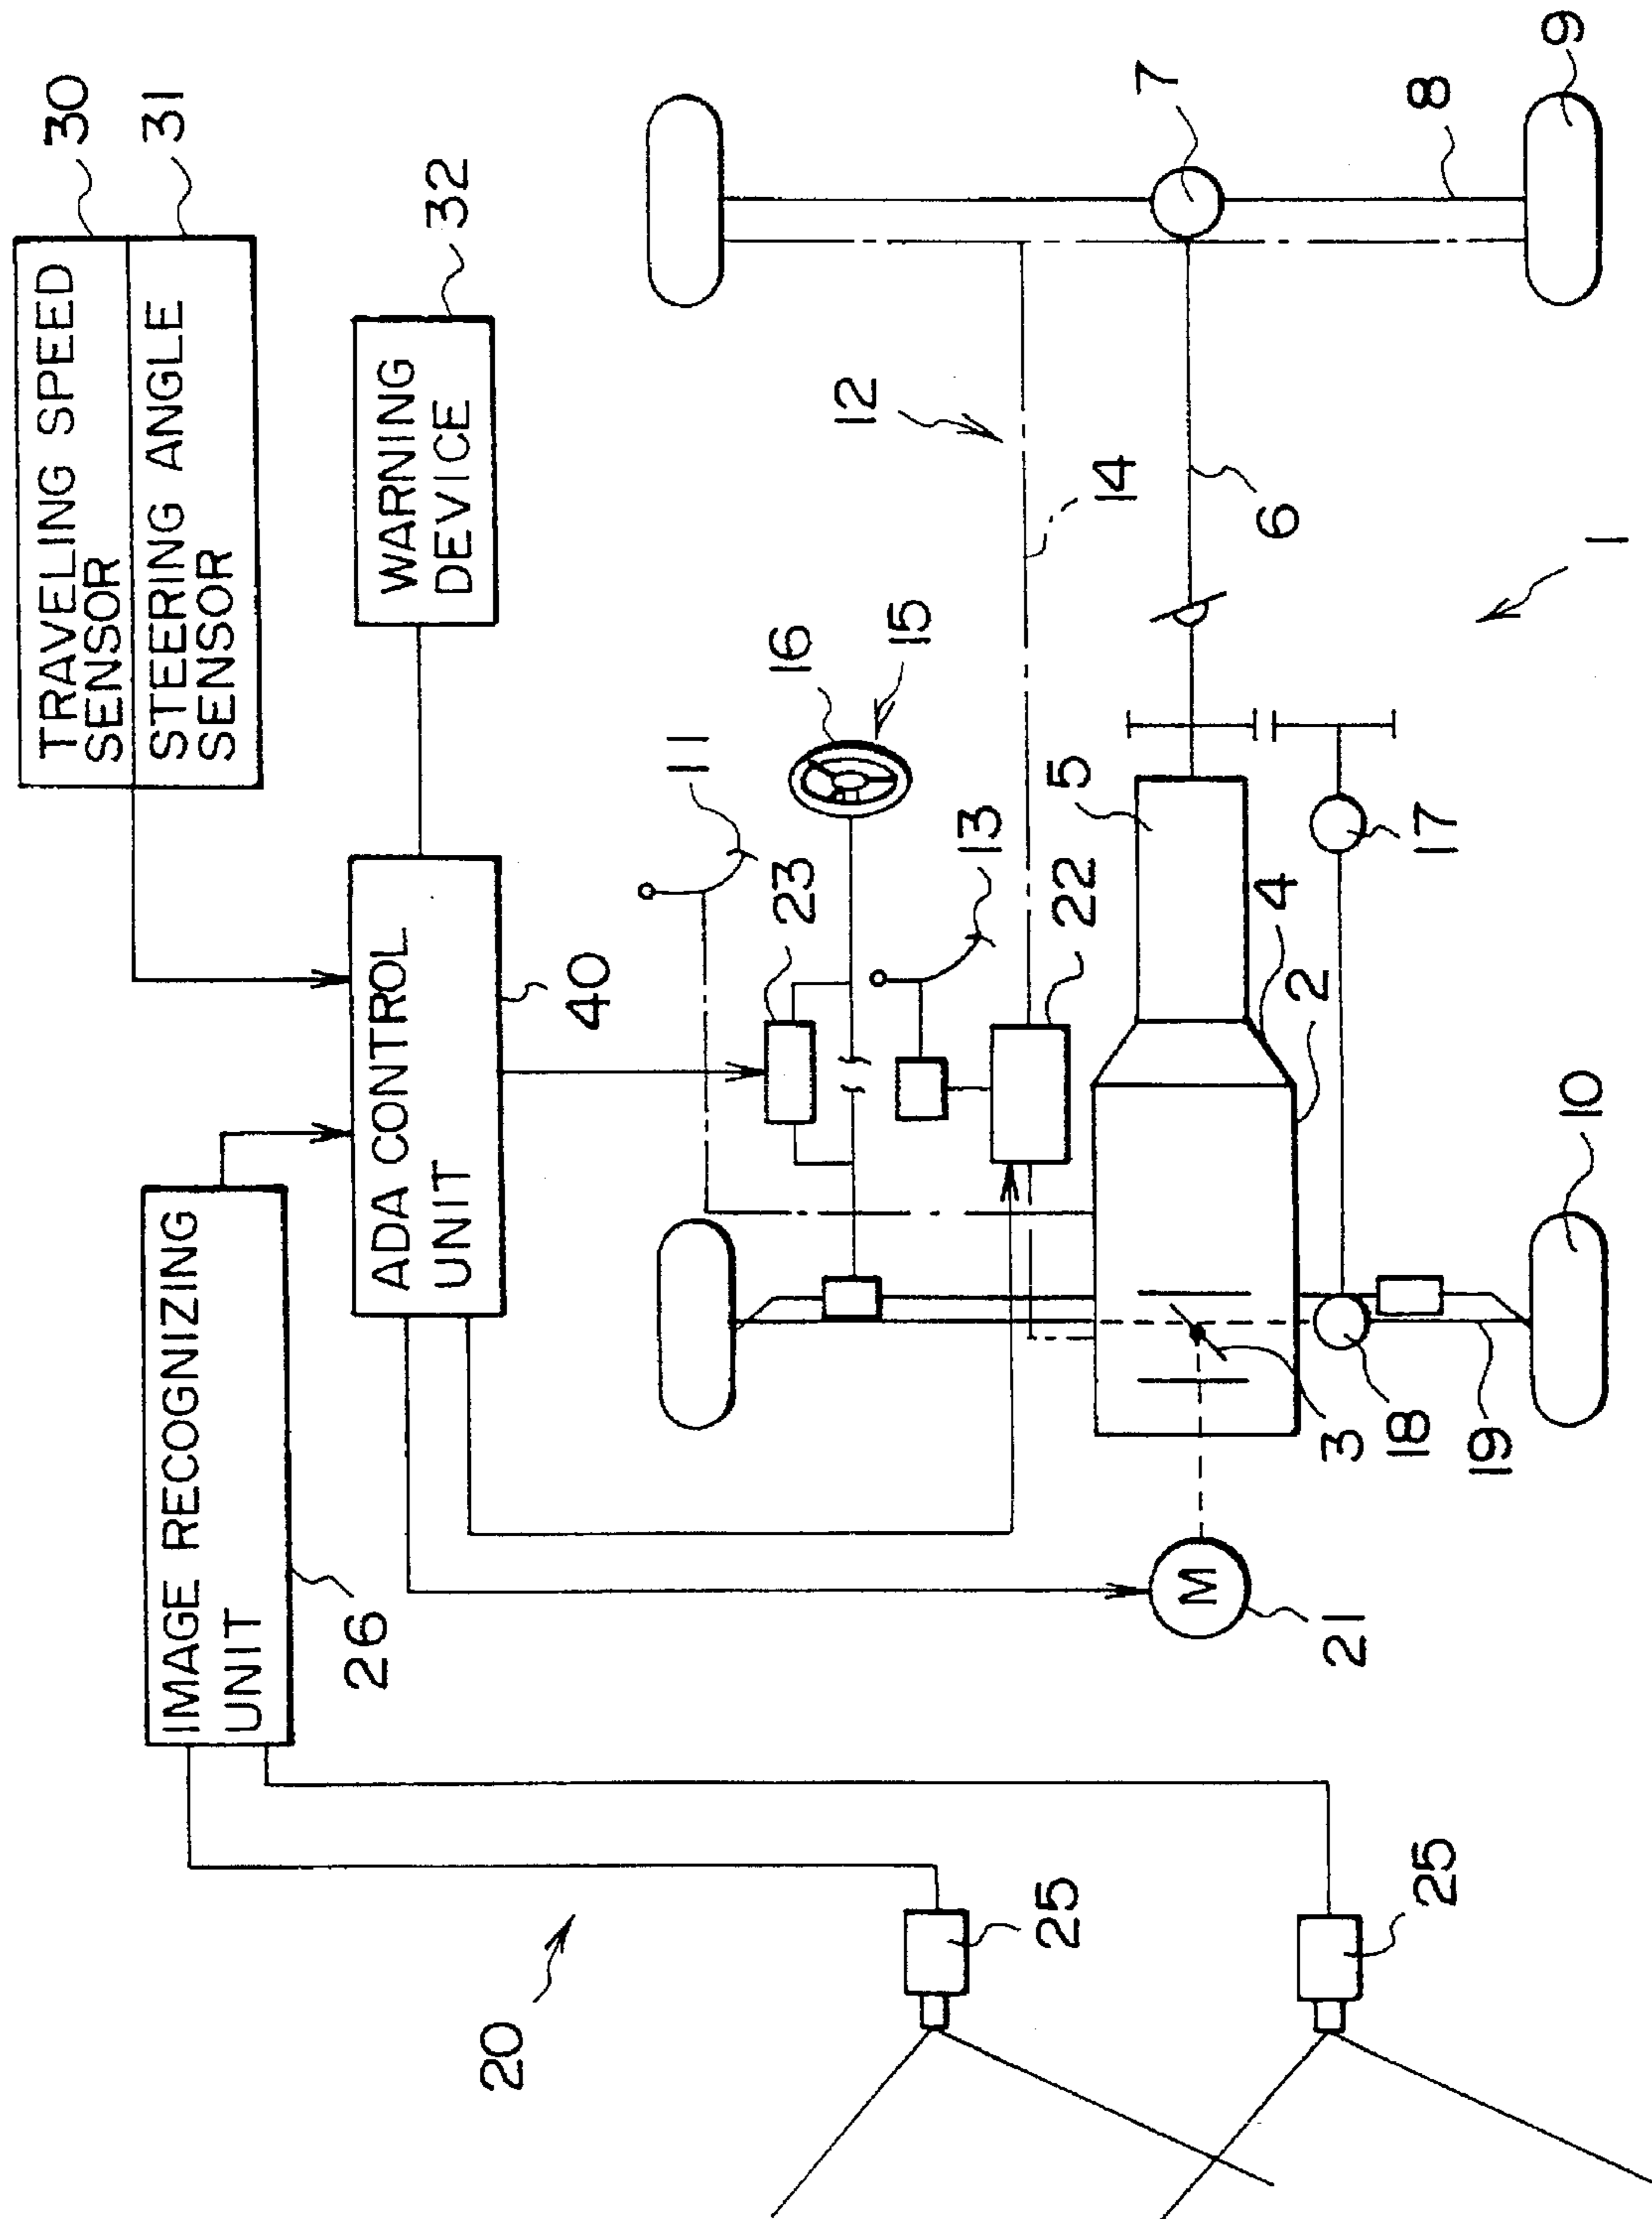 TRAVELING SPEED
SENSOR
30
STEERING ANGLE
SENSOR
31
WARNING
DEVICE
32
IMAGE RECOGNIZING
UNIT
26
ADA CONTROL
UNIT
40
20
25
25
M
21
11
23
16
15
13
22
12
14
5
4
2
3
18
19
10
17
6
7
8
9
1